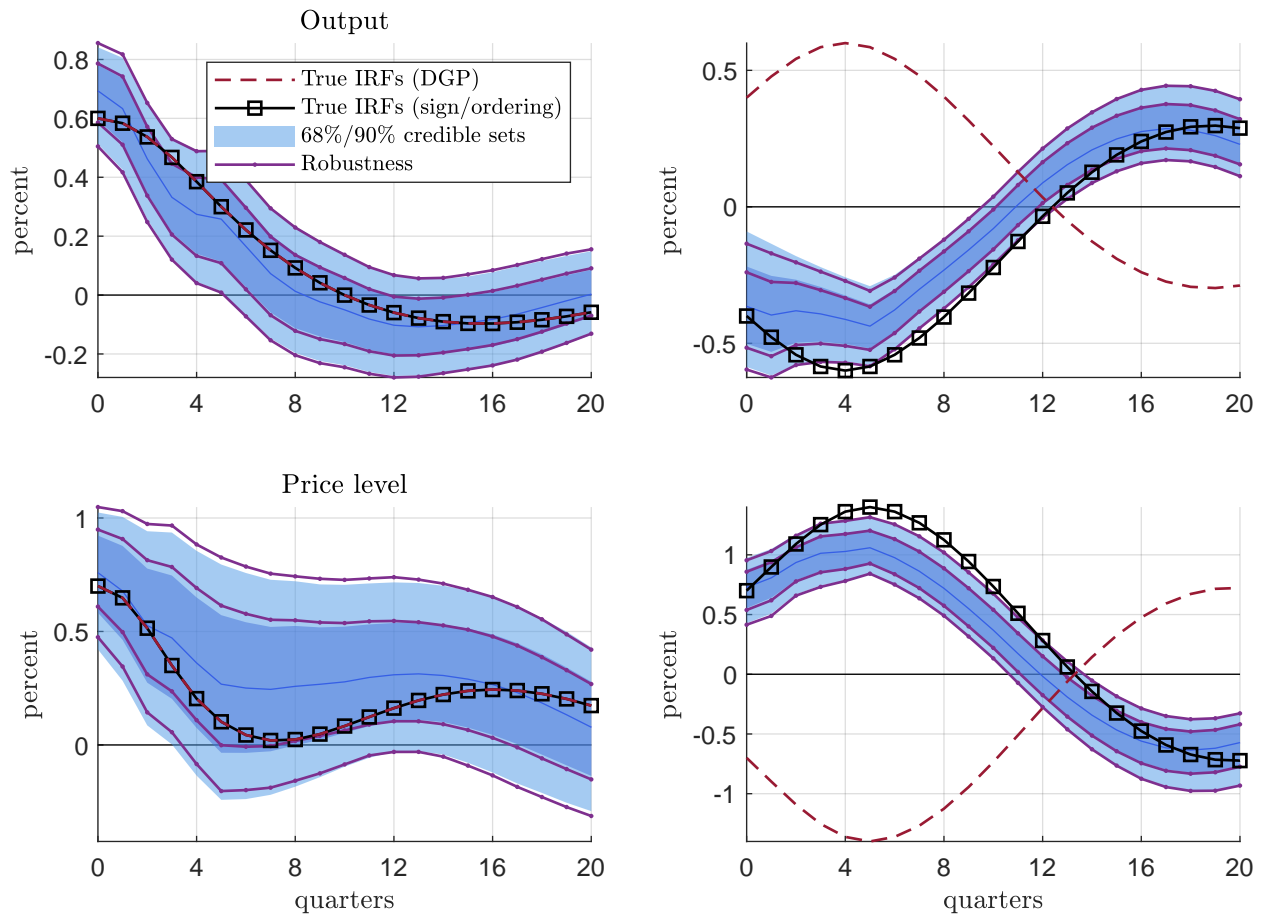 Output
0.8
0.6
0.4
0.2
0
-0.2
percent
0 4 8 12 16 20
True IRFs (DGP)
True IRFs (sign/ordering)
68%/90% credible sets
Robustness
0.5
0
-0.5
percent
0 4 8 12 16 20
Price level
1
0.5
0
percent
0 4 8 12 16 20
quarters
1
0.5
0
-0.5
-1
percent
0 4 8 12 16 20
quarters